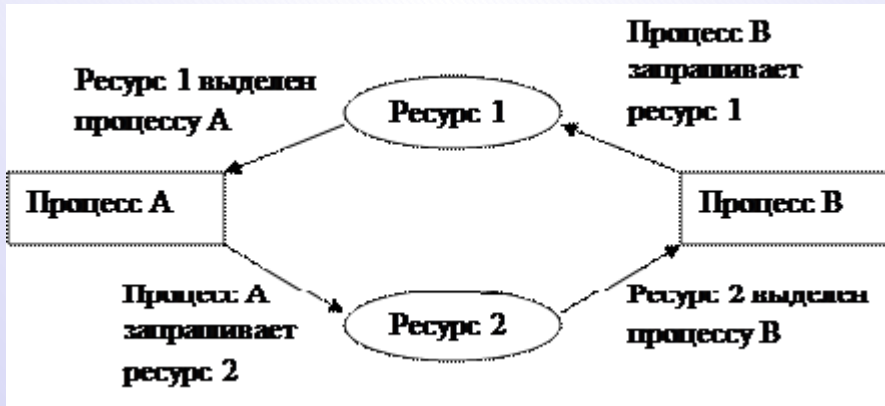 Процесс В
запрашивает
ресурс 1
Ресурс 1 выделен
процессу А
Ресурс 1
Процесс А
Процесс В
Процесс А
запрашивает
ресурс 2
Ресурс 2
Ресурс 2 выделен
процессу В